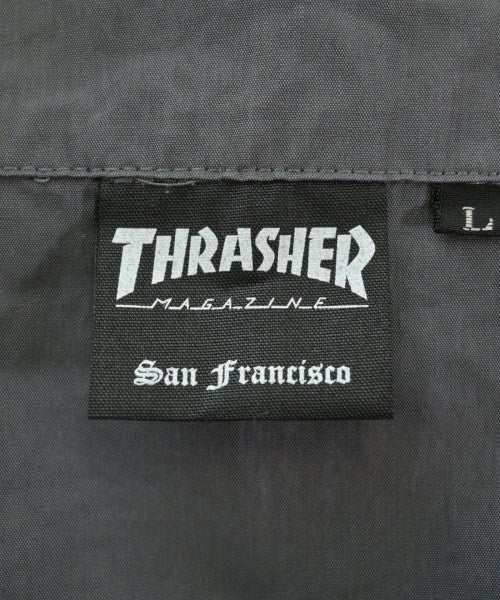 THRASHER
MAGAZINE
San Francisco
L